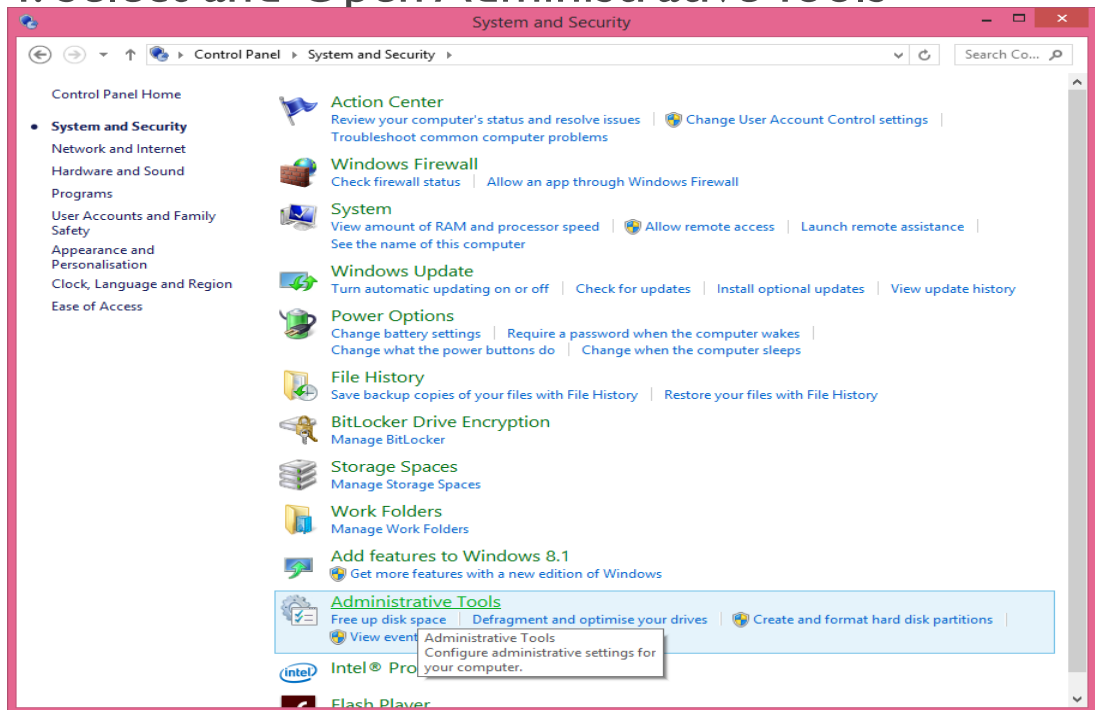 4. Select and Open Administrative Tools
System and Security
Control Panel System and Security
Search Co...
Control Panel Home
System and Security
Network and Internet
Hardware and Sound
Programs
User Accounts and Family
Safety
Appearance and
Personalisation
Clock, Language and Region
Ease of Access
Action Center
Review your computer's status and resolve issues Change User Account Control settings
Troubleshoot common computer problems
Windows Firewall
Check firewall status Allow an app through Windows Firewall
System
View amount of RAM and processor speed Allow remote access Launch remote assistance
See the name of this computer
Windows Update
Turn automatic updating on or off Check for updates Install optional updates View update history
Power Options
Change battery settings Require a password when the computer wakes
Change what the power buttons do Change when the computer sleeps
File History
Save backup copies of your files with File History Restore your files with File History
BitLocker Drive Encryption
Manage BitLocker
Storage Spaces
Manage Storage Spaces
Work Folders
Manage Work Folders
Add features to Windows 8.1
Get more features with a new edition of Windows
Administrative Tools
Free up disk space Defragment and optimise your drives Create and format hard disk partitions
View event
Administrative Tools
Configure administrative settings for
your computer.
intel Intel® Pro
Flash Player